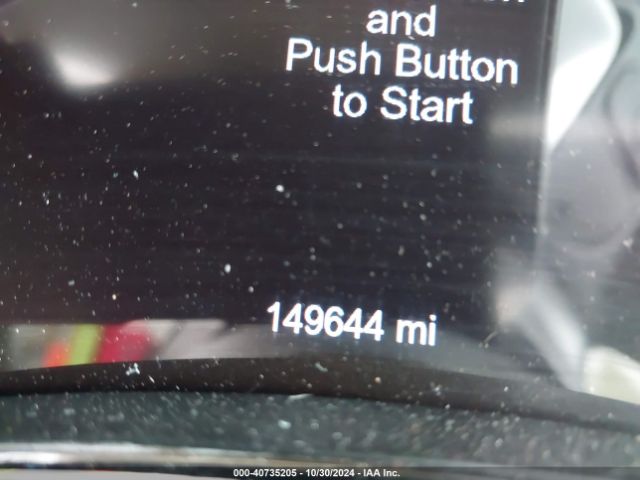 and
Push Button
to Start
149644 mi
000-40735205 - 10/30/2024 - IAA Inc.